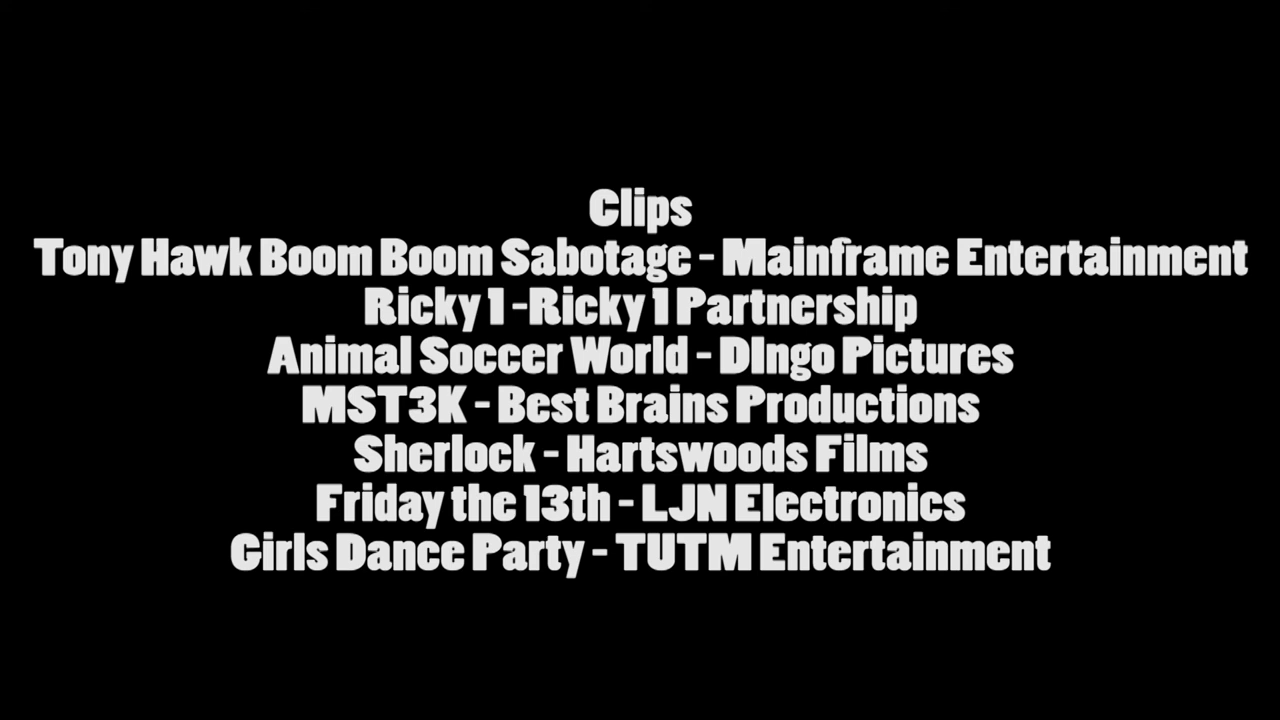 Clips
Tony Hawk Boom Boom Sabotage - Mainframe Entertainment
Ricky 1 -Ricky 1 Partnership
Animal Soccer World - DIngo Pictures
MST3K - Best Brains Productions
Sherlock - Hartswoods Films
Friday the 13th - LJN Electronics
Girls Dance Party - TUTM Entertainment